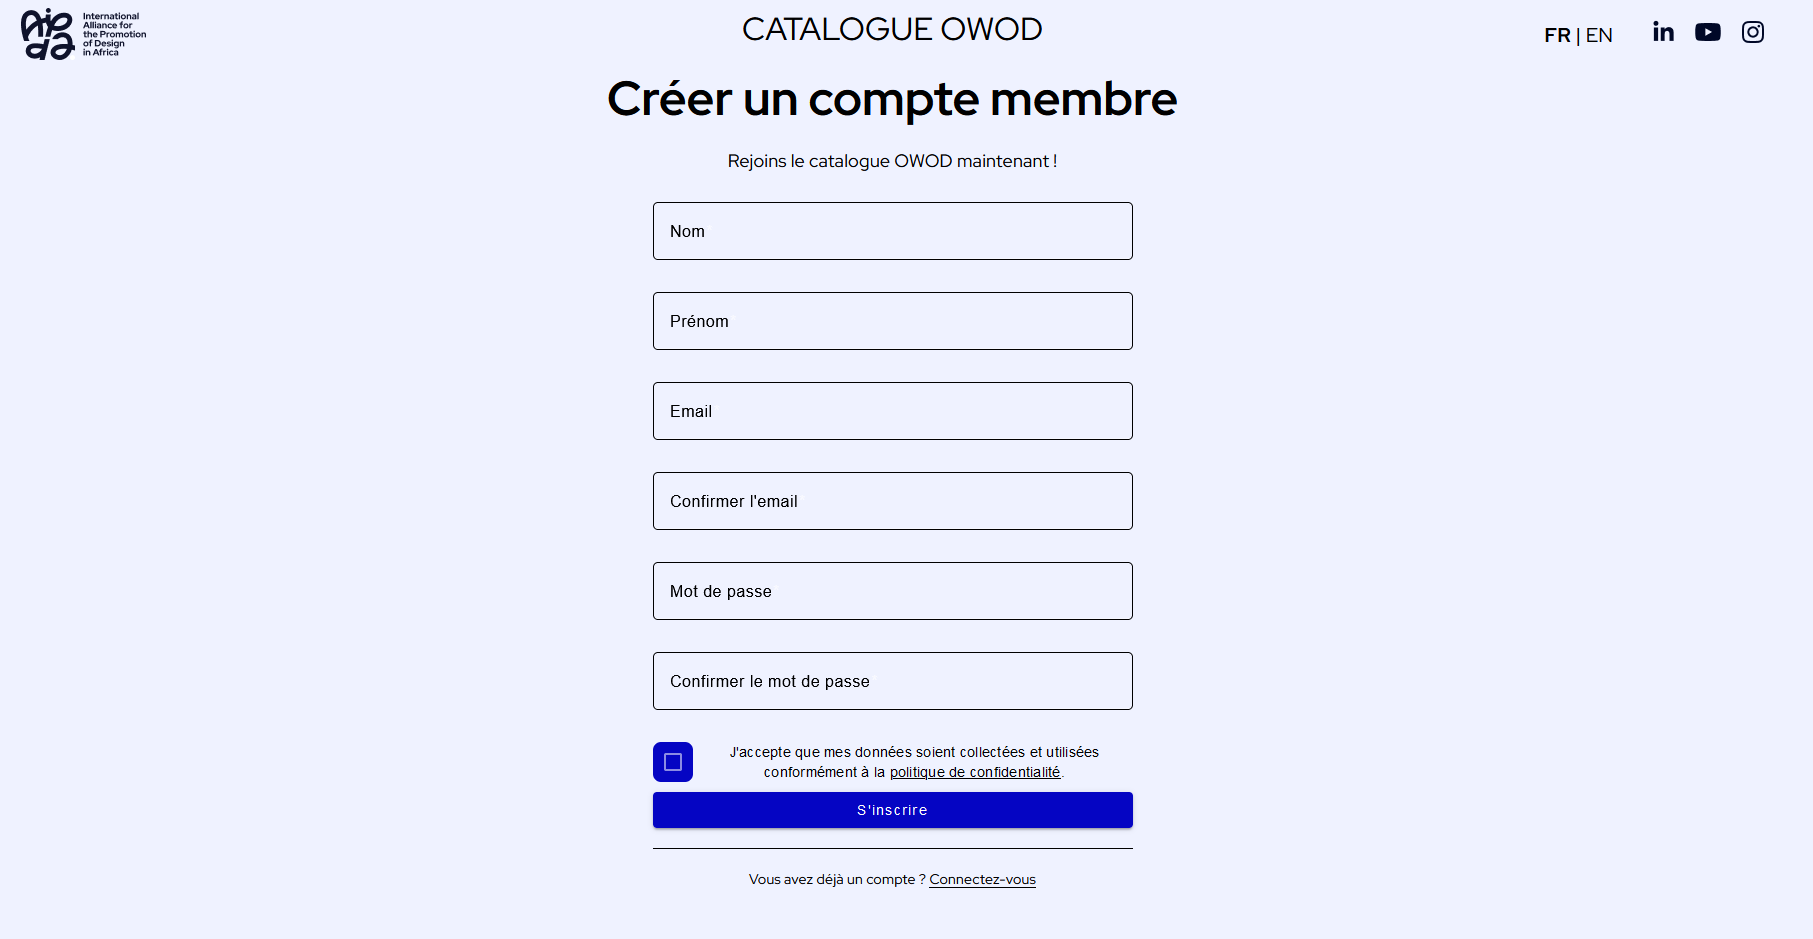 Aipda
International
Alliance for
the Promotion
of Design
in Africa
CATALOGUE OWOD
FR | EN
in
Créer un compte membre
Rejoins le catalogue OWOD maintenant !
Nom
Prénom
Email
Confirmer l'email
Mot de passe
Confirmer le mot de passe
J'accepte que mes données soient collectées et utilisées
conformément à la politique de confidentialité.
S'inscrire
Vous avez déjà un compte ? Connectez-vous